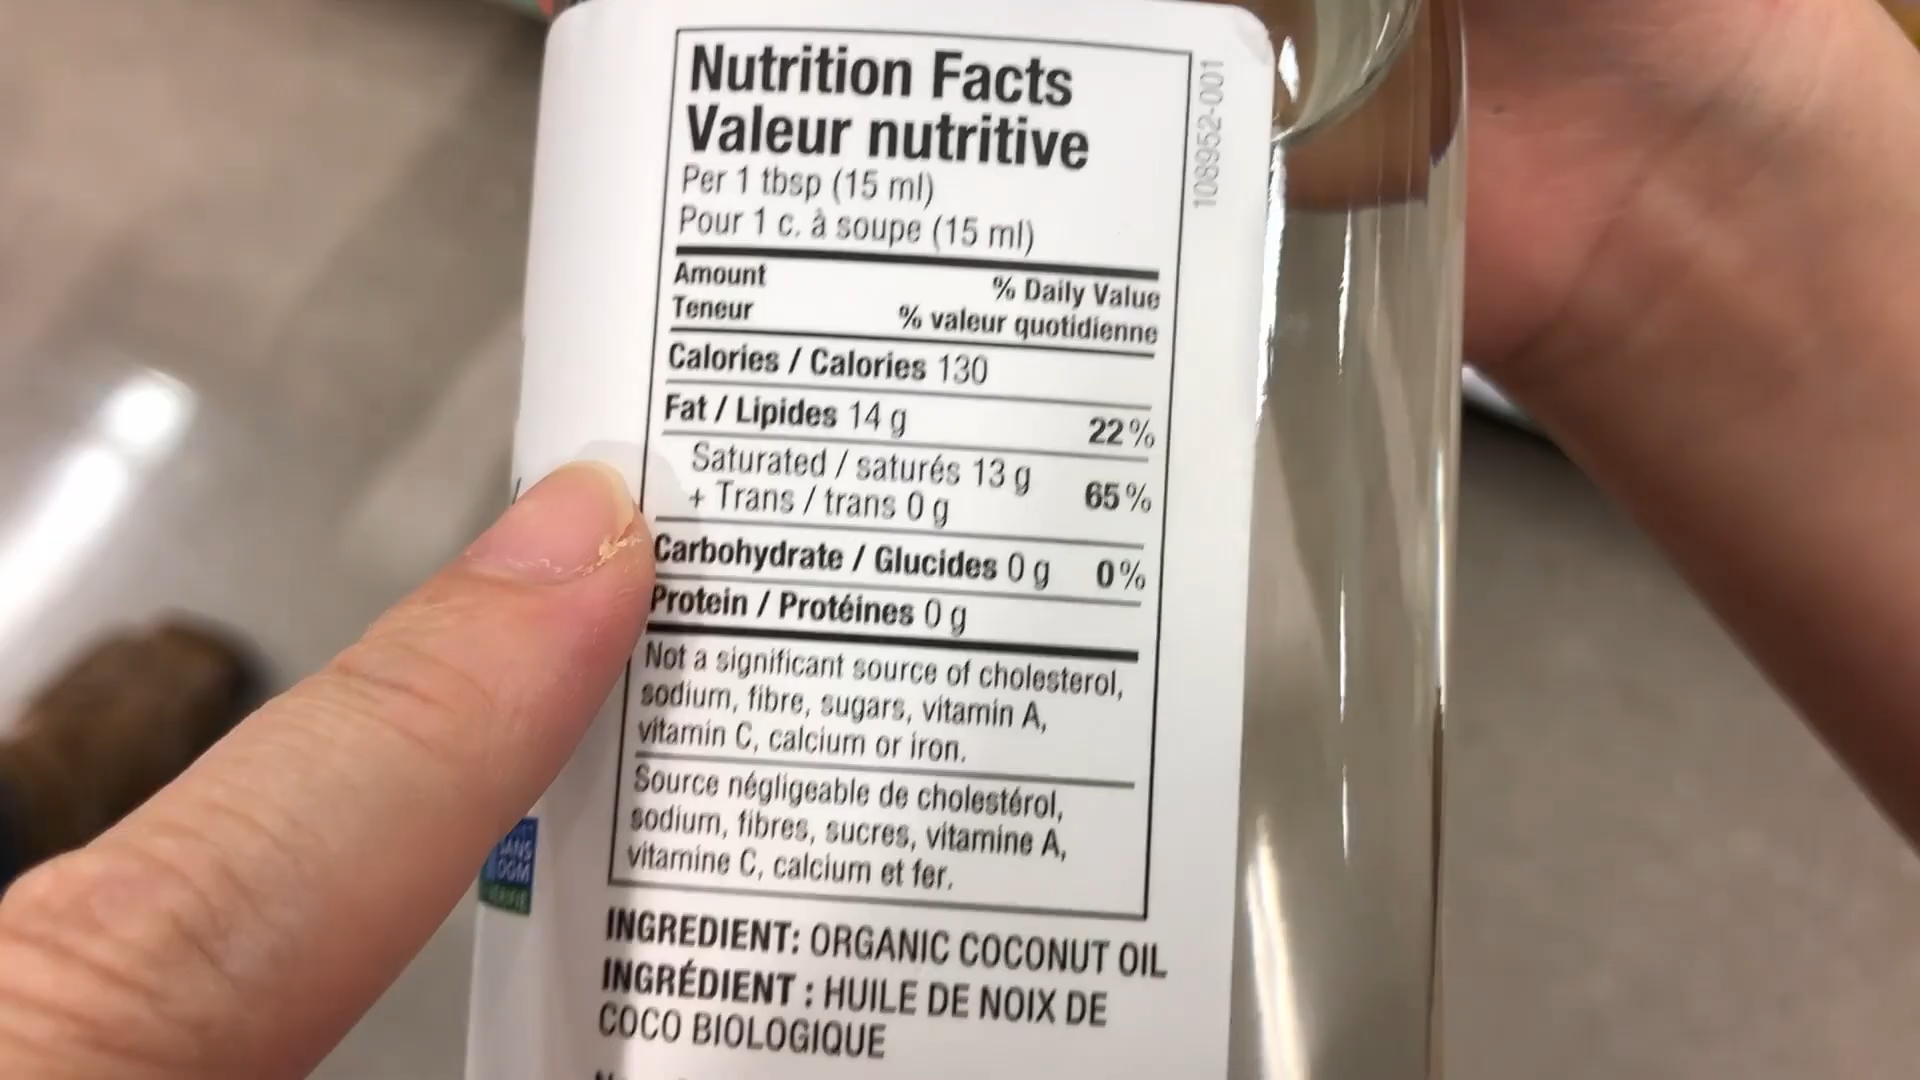 Nutrition Facts
Valeur nutritive
Per 1 tbsp (15 ml)
Pour 1 c. à soupe (15 ml)
Amount % Daily Value
Teneur % valeur quotidienne
Calories / Calories 130
Fat / Lipides 14 g 22%
Saturated / saturés 13 g
+ Trans / trans 0 g 65%
Carbohydrate / Glucides 0 g 0%
Protein / Protéines 0 g
Not a significant source of cholesterol,
sodium, fibre, sugars, vitamin A,
vitamin C, calcium or iron.
Source négligeable de cholestérol,
sodium, fibres, sucres, vitamine A,
vitamine C, calcium et fer.
INGREDIENT: ORGANIC COCONUT OIL
INGRÉDIENT : HUILE DE NOIX DE
COCO BIOLOGIQUE
108952-001
SANS
OGM